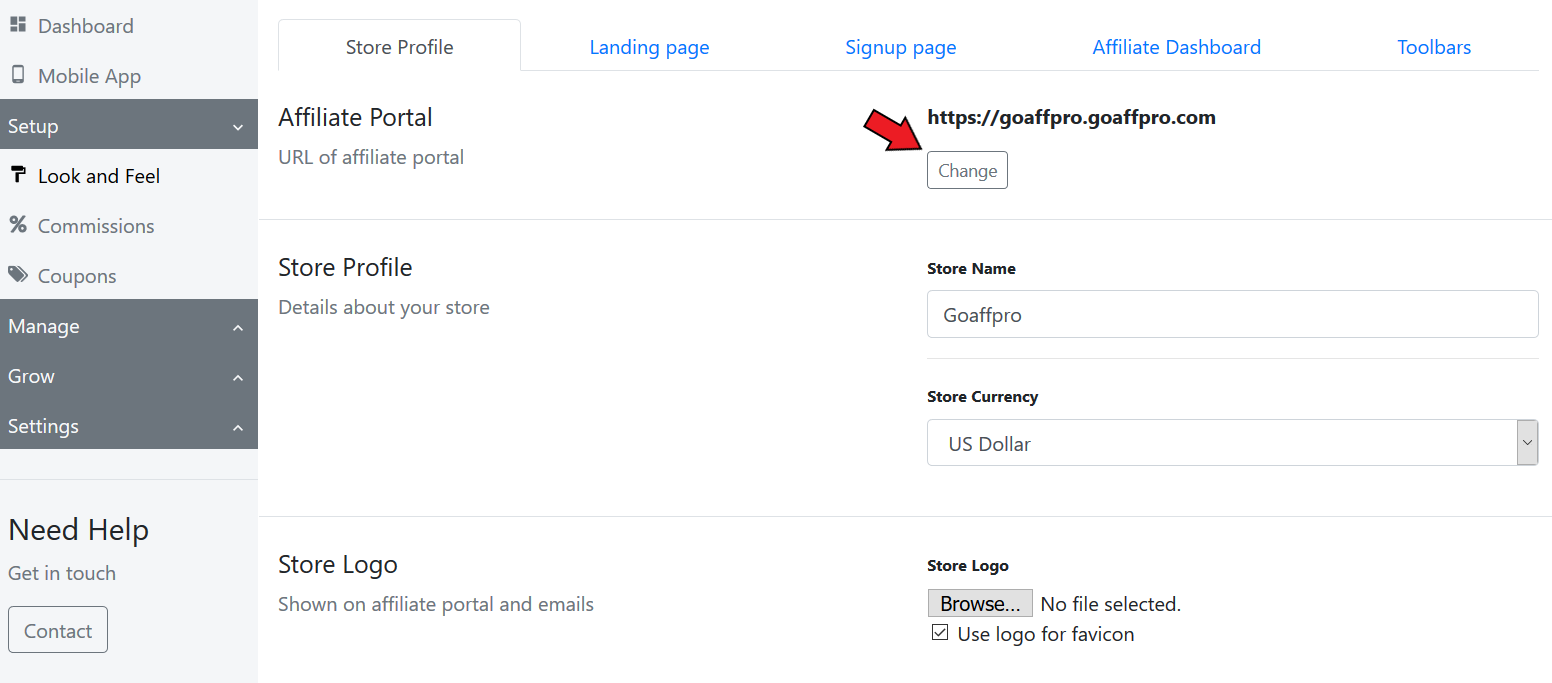 Dashboard
Mobile App
Setup
Look and Feel
Commissions
Coupons
Manage
Grow
Settings
Need Help
Get in touch
Contact
Store Profile
Landing page
Signup page
Affiliate Dashboard
Toolbars
Affiliate Portal
URL of affiliate portal
https://goaffpro.goaffpro.com
Change
Store Profile
Details about your store
Store Name
Goaffpro
Store Currency
US Dollar
Store Logo
Shown on affiliate portal and emails
Store Logo
Browse... No file selected.
Use logo for favicon